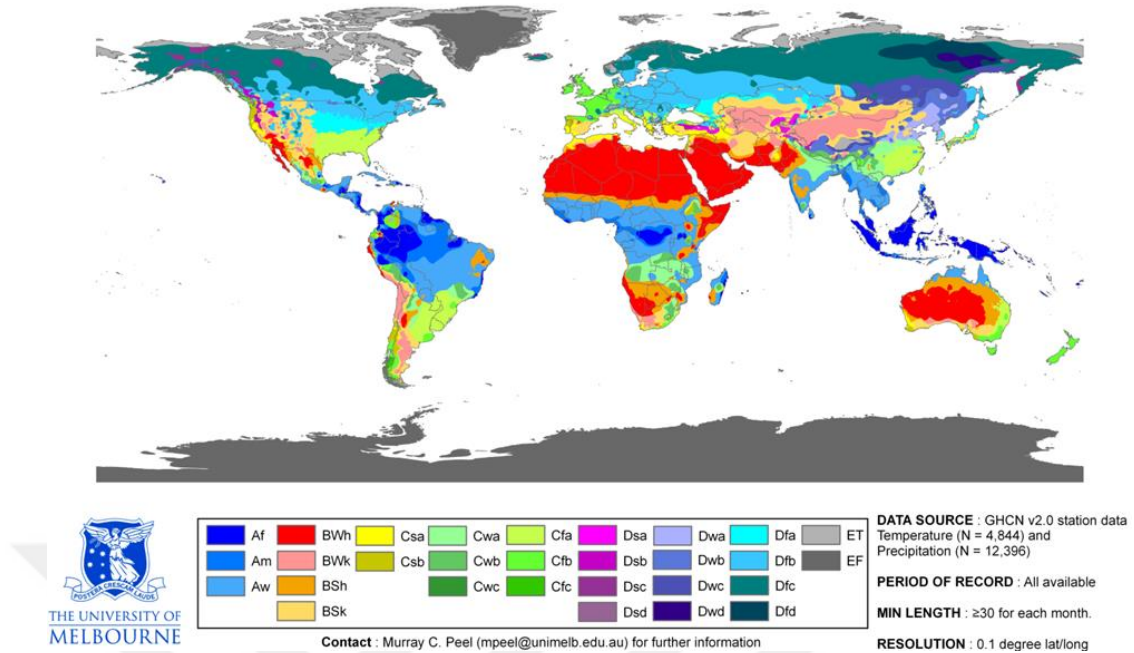 POSTERA CRESCAM LAUDE
THE UNIVERSITY OF
MELBOURNE
Af BWh Csa Cwa Cfa Dsa Dwa Dfa ET
Am BWk Csb Cwb Cfb Dsb Dwb Dfb EF
Aw BSh Cwc Cfc Dsc Dwc Dfc
BSk Dsd Dwd Dfd
Contact : Murray C. Peel (mpeel@unimelb.edu.au) for further information
DATA SOURCE : GHCN v2.0 station data
Temperature (N = 4,844) and
Precipitation (N = 12,396)
PERIOD OF RECORD : All available
MIN LENGTH : ≥30 for each month.
RESOLUTION : 0.1 degree lat/long